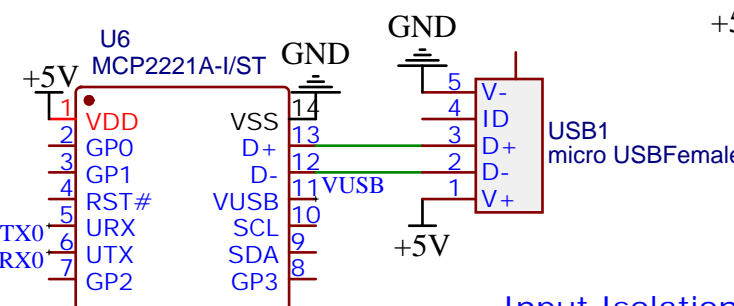 U6
MCP2221A-I/ST
+5V
GND
1 VDD VSS 14
2 GP0 D+ 13
3 GP1 D- 12
4 RST# VUSB 11 VUSB
TX0 5 URX SCL 10
RX0 6 UTX SDA 9
7 GP2 GP3 8
GND
5 V-
4 ID
3 D+
2 D-
1 V+
+5V
USB1
micro USBFemale
Input Isolation